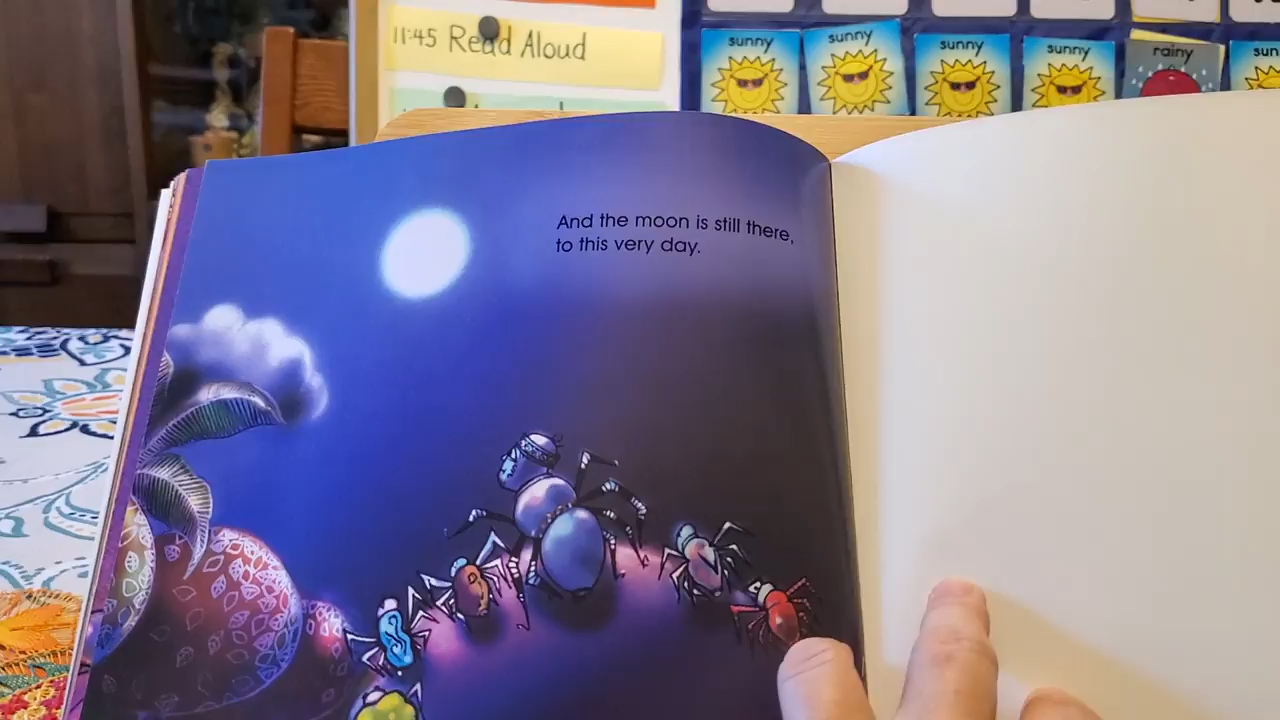 11:45 Read Aloud
sunny
sunny
sunny
sunny
rainy
sun
And the moon is still there,
to this very day.